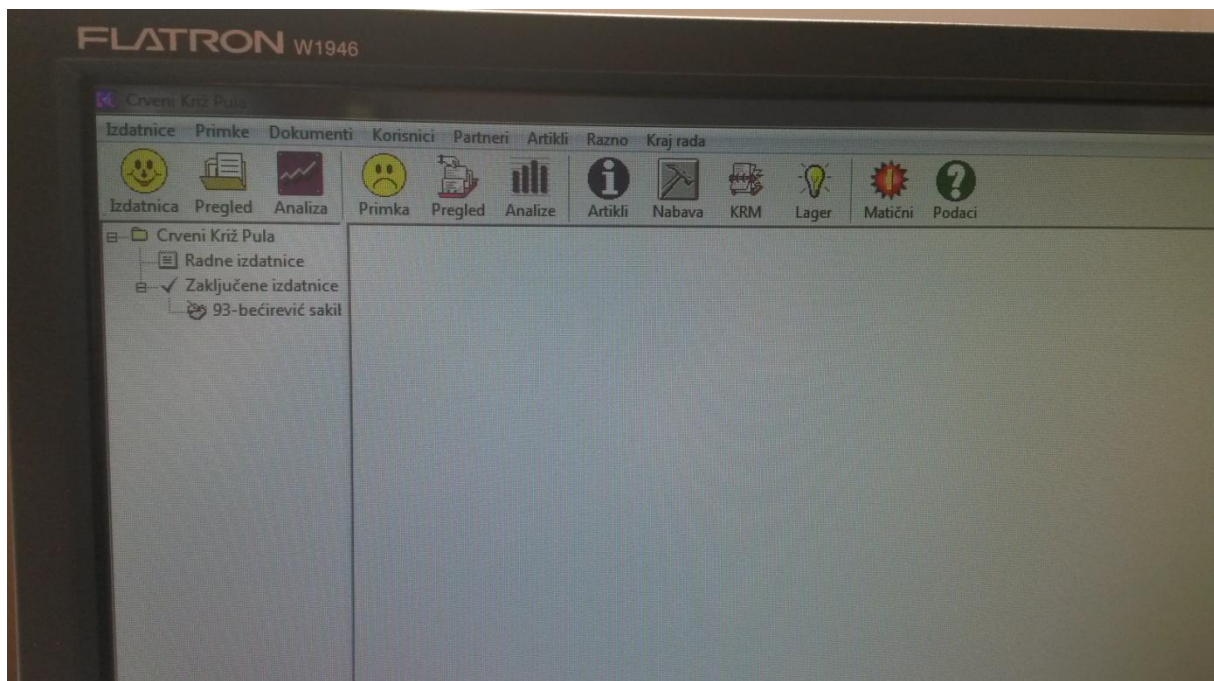 FLATRON W1946
Crveni Križ Pula
Izdatnice Primke Dokumenti Korisnici Partneri Artikli Razno Kraj rada
Izdatnica Pregled Analiza Primka Pregled Analize Artikli Nabava KRM Lager Matični Podaci
Crveni Križ Pula
Radne izdatnice
Zaključene izdatnice
93-bećirević sakil